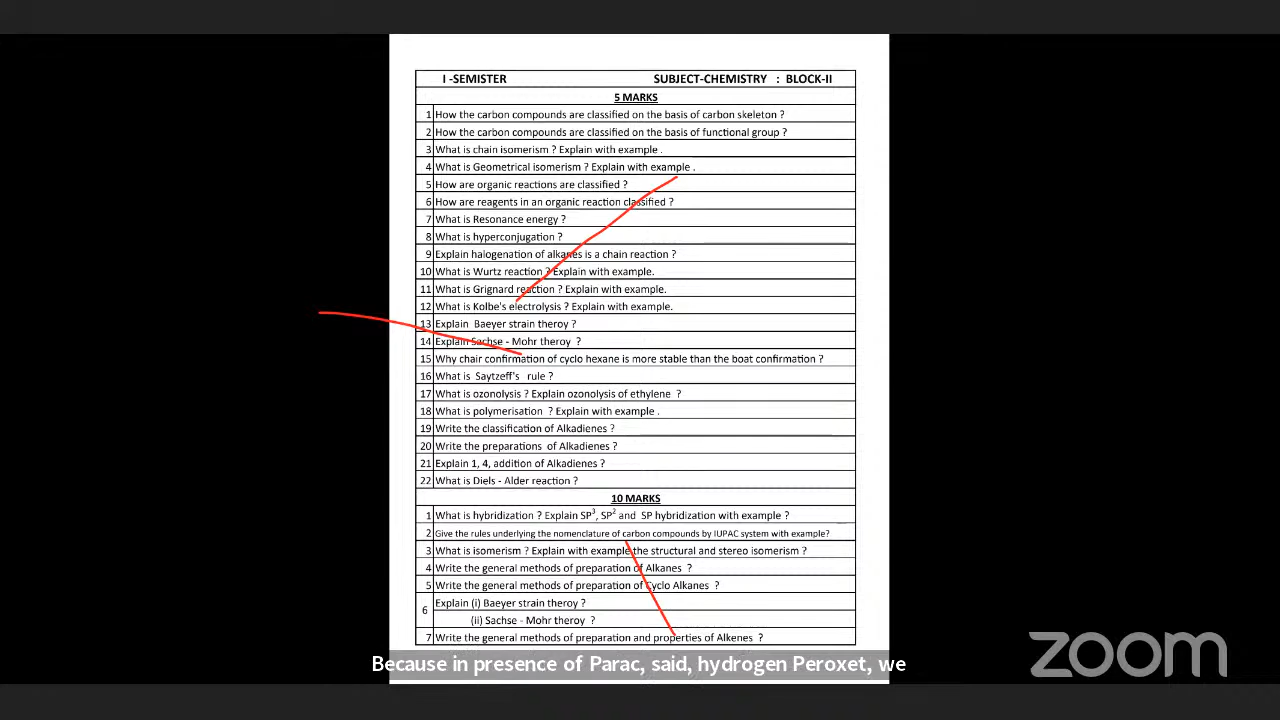 I -SEMISTER SUBJECT-CHEMISTRY : BLOCK-II
5 MARKS
1 How the carbon compounds are classified on the basis of carbon skeleton ?
2 How the carbon compounds are classified on the basis of functional group ?
3 What is chain isomerism ? Explain with example .
4 What is Geometrical isomerism ? Explain with example .
5 How are organic reactions are classified ?
6 How are reagents in an organic reaction classified ?
7 What is Resonance energy ?
8 What is hyperconjugation ?
9 Explain halogenation of alkanes is a chain reaction ?
10 What is Wurtz reaction ? Explain with example.
11 What is Grignard reaction ? Explain with example.
12 What is Kolbe's electrolysis ? Explain with example.
13 Explain Baeyer strain theroy ?
14 Explain Sachse - Mohr theroy ?
15 Why chair confirmation of cyclo hexane is more stable than the boat confirmation ?
16 What is Saytzeff's rule ?
17 What is ozonolysis ? Explain ozonolysis of ethylene ?
18 What is polymerisation ? Explain with example .
19 Write the classification of Alkadienes ?
20 Write the preparations of Alkadienes ?
21 Explain 1, 4, addition of Alkadienes ?
22 What is Diels - Alder reaction ?
10 MARKS
1 What is hybridization ? Explain SP³, SP² and SP hybridization with example ?
2 Give the rules underlying the nomenclature of carbon compounds by IUPAC system with example?
3 What is isomerism ? Explain with example the structural and stereo isomerism ?
4 Write the general methods of preparation of Alkanes ?
5 Write the general methods of preparation of Cyclo Alkanes ?
6 Explain (i) Baeyer strain theroy ?
(ii) Sachse - Mohr theroy ?
7 Write the general methods of preparation and properties of Alkenes ?
Because in presence of Parac, said, hydrogen Peroxet, we
zoom